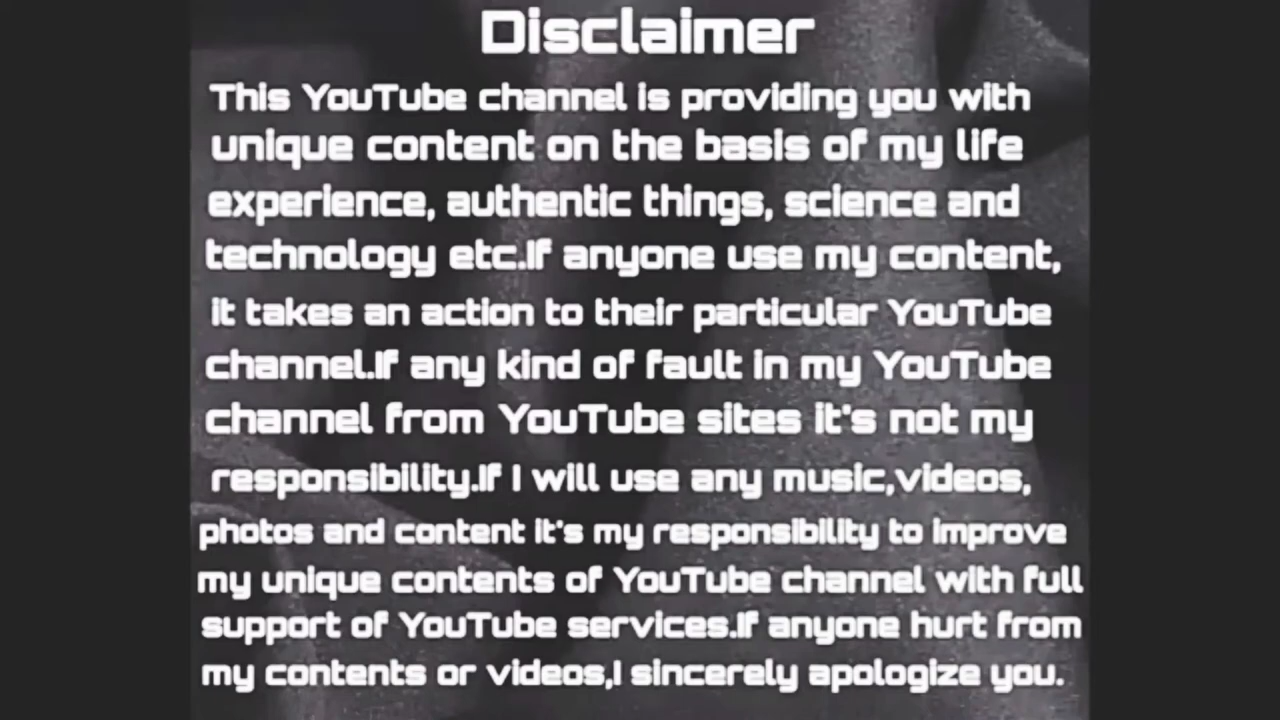 Disclaimer
This YouTube channel is providing you with
unique content on the basis of my life
experience, authentic things, science and
technology etc.If anyone use my content,
it takes an action to their particular YouTube
channel.If any kind of fault in my YouTube
channel from YouTube sites it's not my
responsibility.If I will use any music,videos,
photos and content it's my responsibility to improve
my unique contents of YouTube channel with full
support of YouTube services.If anyone hurt from
my contents or videos,I sincerely apologize you.